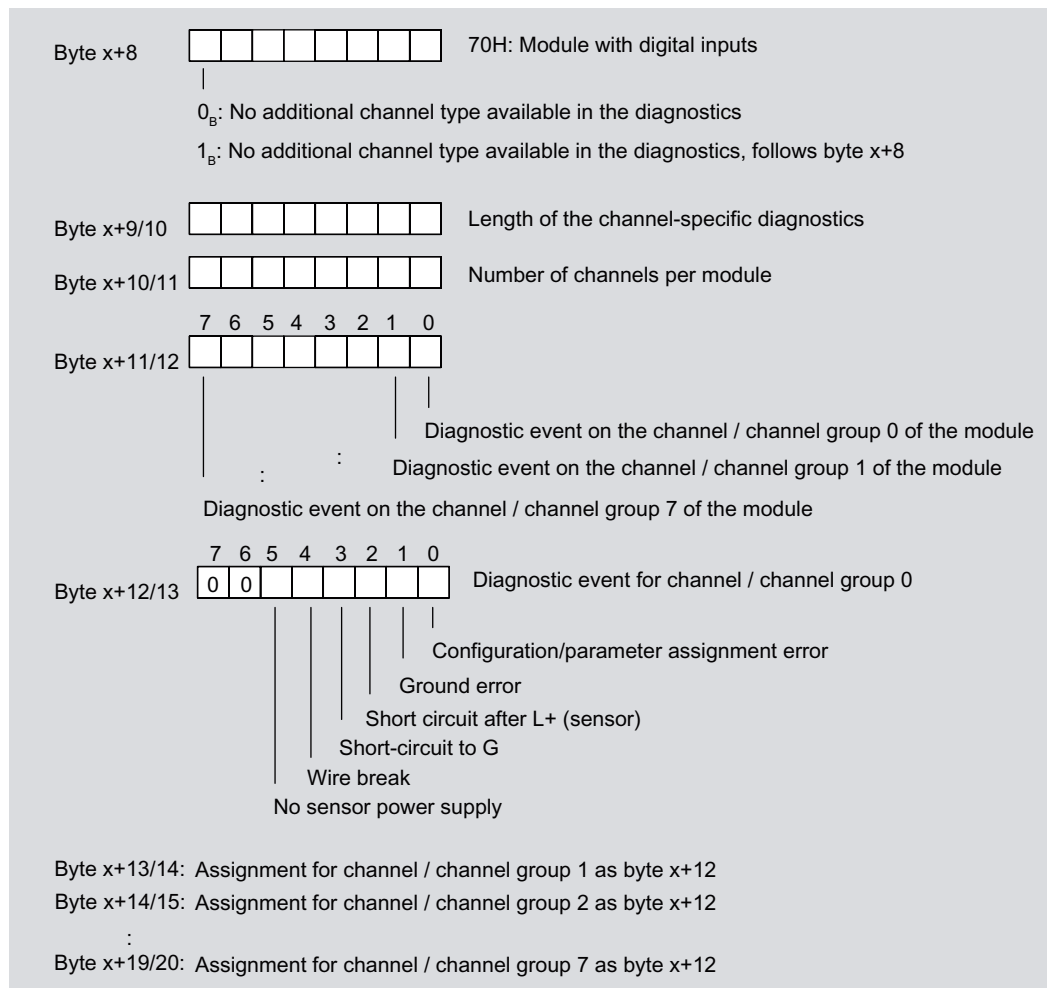 Byte x+8 70H: Module with digital inputs
0B: No additional channel type available in the diagnostics
1B: No additional channel type available in the diagnostics, follows byte x+8
Byte x+9/10 Length of the channel-specific diagnostics
Byte x+10/11 Number of channels per module
7 6 5 4 3 2 1 0
Byte x+11/12
Diagnostic event on the channel / channel group 0 of the module
: Diagnostic event on the channel / channel group 1 of the module
:
Diagnostic event on the channel / channel group 7 of the module
7 6 5 4 3 2 1 0
Byte x+12/13 0 0 Diagnostic event for channel / channel group 0
Configuration/parameter assignment error
Ground error
Short circuit after L+ (sensor)
Short-circuit to G
Wire break
No sensor power supply
Byte x+13/14: Assignment for channel / channel group 1 as byte x+12
Byte x+14/15: Assignment for channel / channel group 2 as byte x+12
:
Byte x+19/20: Assignment for channel / channel group 7 as byte x+12